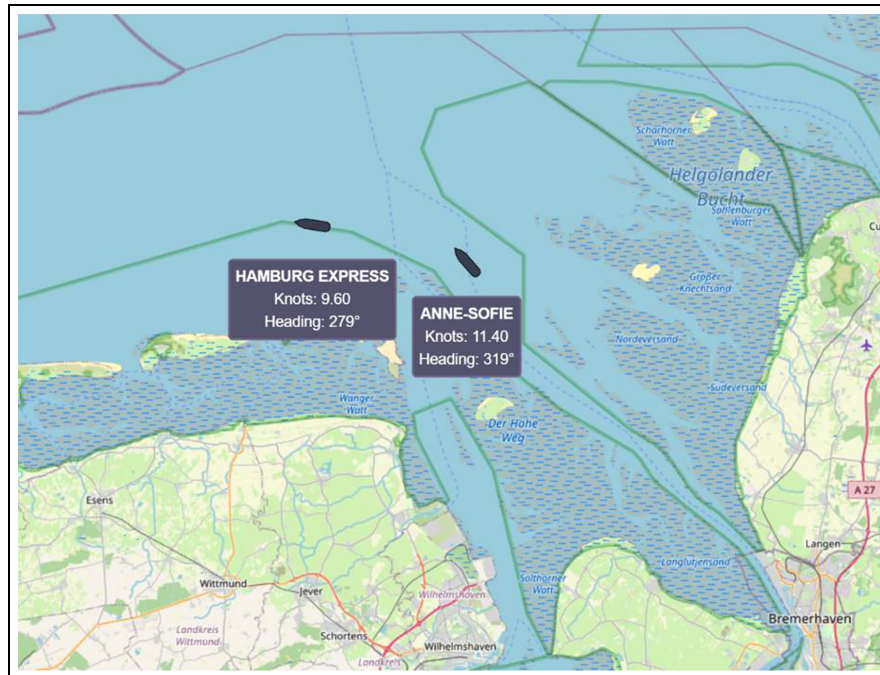 Scharhörner
Watt
Helgoländer
Bucht
Sahlenburger
Watt
Cu
HAMBURG EXPRESS
Knots: 9.60
Heading: 279°
Großer
Knechtsand
ANNE-SOFIE
Knots: 11.40
Heading: 319°
Nordeversand
Sudeversand
Wanger
Watt
Der Hohe
Weg
Esens
A 27
Langen
Langlütjensand
Solthörner
Watt
Wittmund
Jever
Wilhelmshaven
Bremerhaven
Landkreis
Wittmund
Schortens
Wilhelmshaven
Landkreis